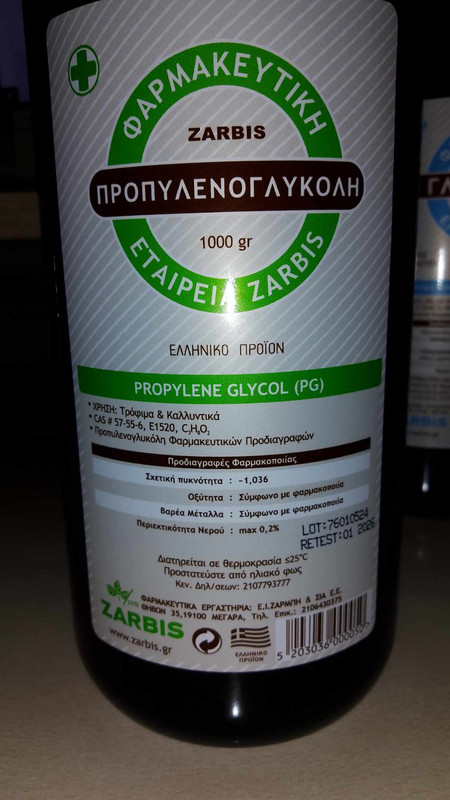 ΦΑΡΜΑΚΕΥΤΙΚΗ
ZARBIS
ΠΡΟΠΥΛΕΝΟΓΛΥΚΟΛΗ
1000 gr
ΕΤΑΙΡΕΙΑ ZARBIS
ΕΛΛΗΝΙΚΟ ΠΡΟΪΟΝ
PROPYLENE GLYCOL (PG)
• ΧΡΗΣΗ: Τρόφιμα & Καλλυντικά
• CAS # 57-55-6, E1520, C₃H₈O₂
• Προπυλενογλυκόλη Φαρμακευτικών Προδιαγραφών
Προδιαγραφές Φαρμακοποιίας
Σχετική πυκνότητα : ~1,036
Οξύτητα : Σύμφωνο με φαρμακοποιία
Βαρέα Μέταλλα : Σύμφωνο με φαρμακοποιία
Περιεκτικότητα Νερού : max 0,2%
LOT:76010524
RETEST:01 2026
Διατηρείται σε θερμοκρασία ≤25°C
Προστατεύστε από ηλιακό φως
Κεν. Δηλ/σεων: 2107793777
ΦΑΡΜΑΚΕΥΤΙΚΑ ΕΡΓΑΣΤΗΡΙΑ: Ε.Ι.ΖΑΡΜΠΗ & ΣΙΑ Ε.Ε.
ΘΗΒΩΝ 35,19100 ΜΕΓΑΡΑ, Τηλ. Επικ.: 2106430375
ZARBIS
www.zarbis.gr
ΕΛΛΗΝΙΚΟ
ΠΡΟΪΟΝ